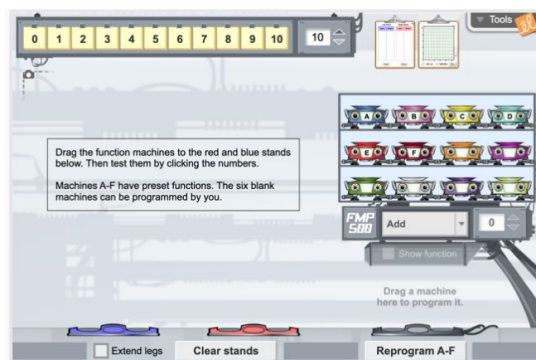 0 1 2 3 4 5 6 7 8 9 10
10
Tools
A B C D
E F
Drag the function machines to the red and blue stands
below. Then test them by clicking the numbers.
Machines A-F have preset functions. The six blank
machines can be programmed by you.
FMP
500
Add
0
Show function
Drag a machine
here to program it.
Extend legs
Clear stands
Reprogram A-F